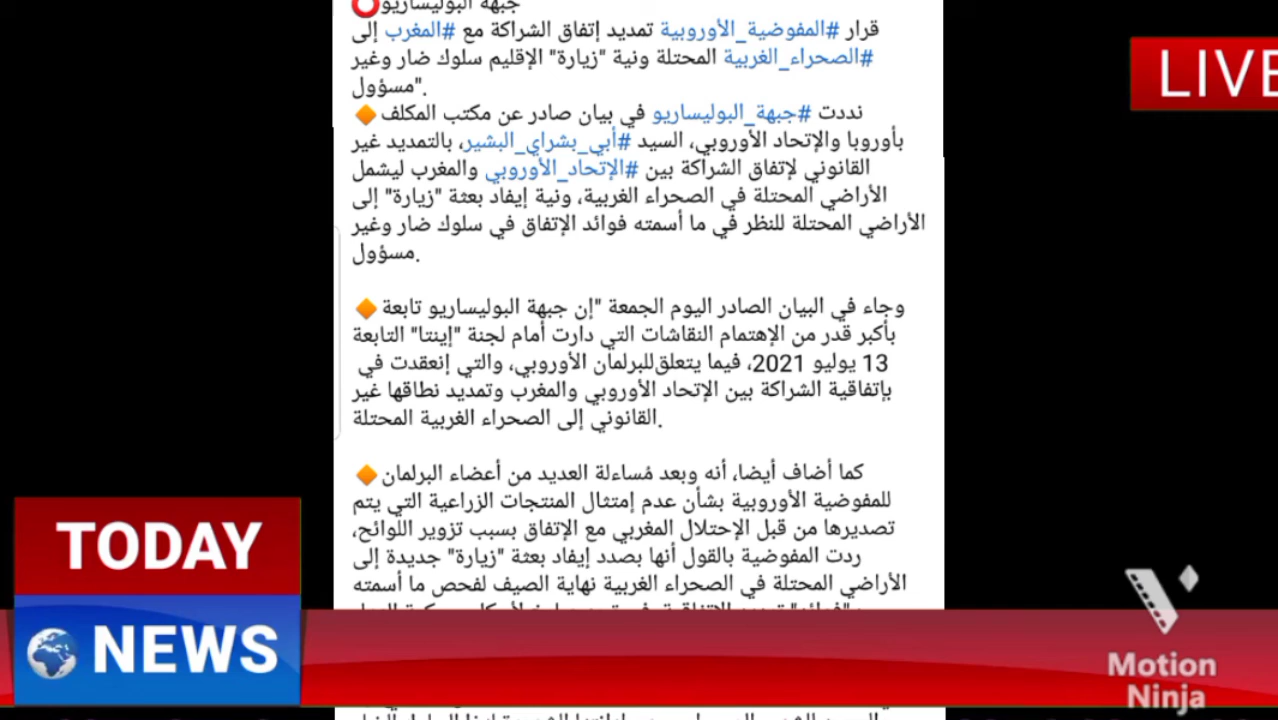 جبهة البوليساريو
قرار #المفوضية_الأوروبية تمديد إتفاق الشراكة مع #المغرب إلى
#الصحراء_الغربية المحتلة ونية "زيارة" الإقليم سلوك ضار وغير
مسؤول".
نددت #جبهة_البوليساريو في بيان صادر عن مكتب المكلف
بأوروبا والإتحاد الأوروبي، السيد #أبي_بشراي_البشير، بالتمديد غير
القانوني لإتفاق الشراكة بين #الإتحاد_الأوروبي والمغرب ليشمل
الأراضي المحتلة في الصحراء الغربية، ونية إيفاد بعثة "زيارة" إلى
الأراضي المحتلة للنظر في ما أسمته فوائد الإتفاق في سلوك ضار وغير
مسؤول.
وجاء في البيان الصادر اليوم الجمعة "إن جبهة البوليساريو تابعة
بأكبر قدر من الإهتمام النقاشات التي دارت أمام لجنة "إينتا" التابعة
للبرلمان الأوروبي، والتي إنعقدت في 13 يوليو 2021، فيما يتعلق
بإتفاقية الشراكة بين الإتحاد الأوروبي والمغرب وتمديد نطاقها غير
القانوني إلى الصحراء الغربية المحتلة.
كما أضاف أيضا، أنه وبعد مُساءلة العديد من أعضاء البرلمان
للمفوضية الأوروبية بشأن عدم إمتثال المنتجات الزراعية التي يتم
تصديرها من قبل الإحتلال المغربي مع الإتفاق بسبب تزوير اللوائح،
ردت المفوضية بالقول أنها بصدد إيفاد بعثة "زيارة" جديدة إلى
الأراضي المحتلة في الصحراء الغربية نهاية الصيف لفحص ما أسمته
LIVE
TODAY
NEWS
Motion
Ninja